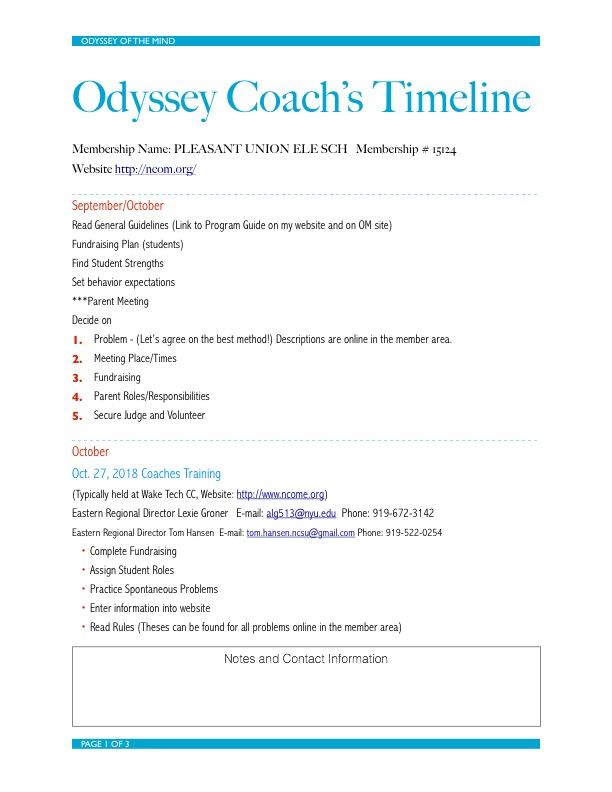 ODYSSEY OF THE MIND
Odyssey Coach's Timeline
Membership Name: PLEASANT UNION ELE SCH Membership # 15124
Website http://ncom.org/
September/October
Read General Guidelines (Link to Program Guide on my website and on OM site)
Fundraising Plan (students)
Find Student Strengths
Set behavior expectations
***Parent Meeting
Decide on
1. Problem - (Let's agree on the best method!) Descriptions are online in the member area.
2. Meeting Place/Times
3. Fundraising
4. Parent Roles/Responsibilities
5. Secure Judge and Volunteer
October
Oct. 27, 2018 Coaches Training
(Typically held at Wake Tech CC, Website: http://www.ncome.org)
Eastern Regional Director Lexie Groner E-mail: alg513@nyu.edu Phone: 919-672-3142
Eastern Regional Director Tom Hansen E-mail: tom.hansen.ncsu@gmail.com Phone: 919-522-0254
• Complete Fundraising
• Assign Student Roles
• Practice Spontaneous Problems
• Enter information into website
• Read Rules (Theses can be found for all problems online in the member area)
Notes and Contact Information
PAGE 1 OF 3